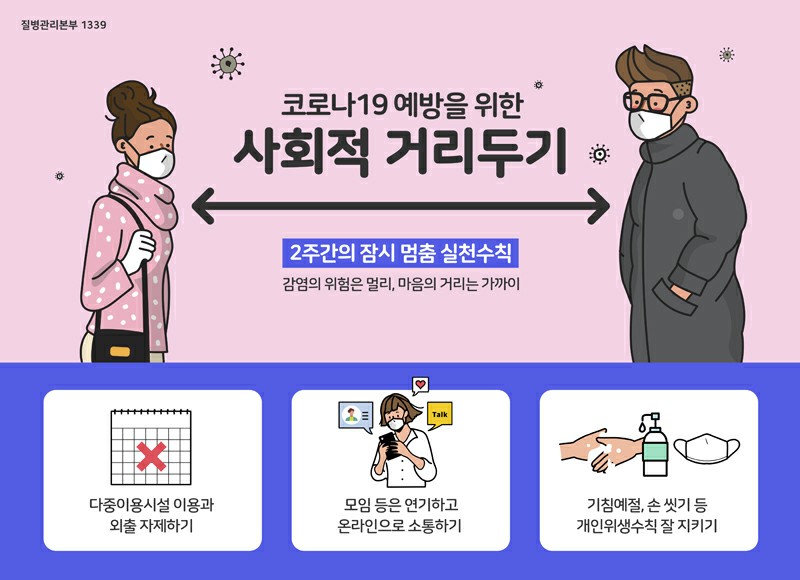 질병관리본부 1339
코로나19 예방을 위한
사회적 거리두기
2주간의 잠시 멈춤 실천수칙
감염의 위험은 멀리, 마음의 거리는 가까이
Talk
다중이용시설 이용과
외출 자제하기
모임 등은 연기하고
온라인으로 소통하기
기침예절, 손 씻기 등
개인위생수칙 잘 지키기